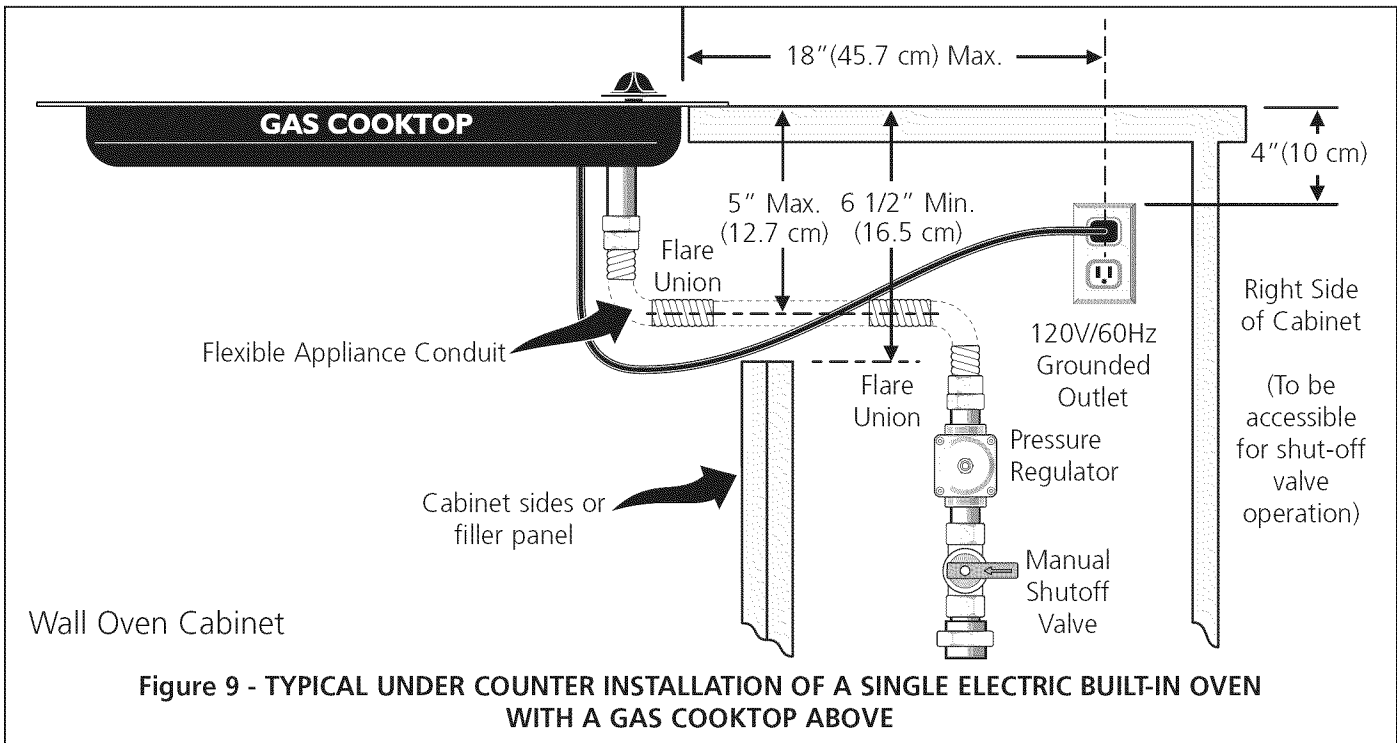 18"(45.7 cm) Max.
GAS COOKTOP
4"(10 cm)
5" Max.
(12.7 cm)
6 1/2" Min.
(16.5 cm)
Flare
Union
Flexible Appliance Conduit
120V/60Hz
Grounded
Outlet
Right Side
of Cabinet
(To be
accessible
for shut-off
valve
operation)
Flare
Union
Pressure
Regulator
Cabinet sides or
filler panel
Manual
Shutoff
Valve
Wall Oven Cabinet
Figure 9 - TYPICAL UNDER COUNTER INSTALLATION OF A SINGLE ELECTRIC BUILT-IN OVEN
WITH A GAS COOKTOP ABOVE